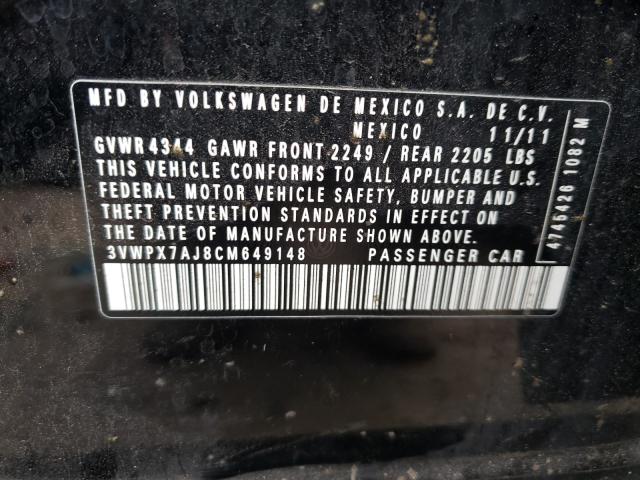 MFD BY VOLKSWAGEN DE MEXICO S.A. DE C.V.
MEXICO 11/11
GVWR 4344 GAWR FRONT 2249 / REAR 2205 LBS
THIS VEHICLE CONFORMS TO ALL APPLICABLE U.S.
FEDERAL MOTOR VEHICLE SAFETY, BUMPER AND
THEFT PREVENTION STANDARDS IN EFFECT ON
THE DATE OF MANUFACTURE SHOWN ABOVE.
3VWPX7AJ8CM649148 PASSENGER CAR
4745426 1082 M